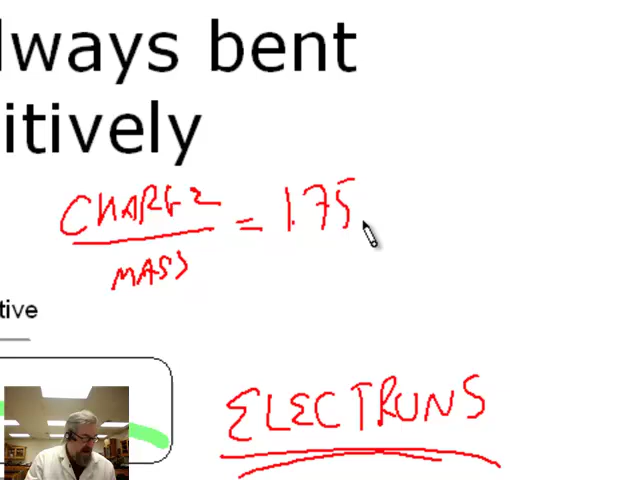 lways bent
itively
CHARGE
MASS
= 1.75
tive
ELECTRONS